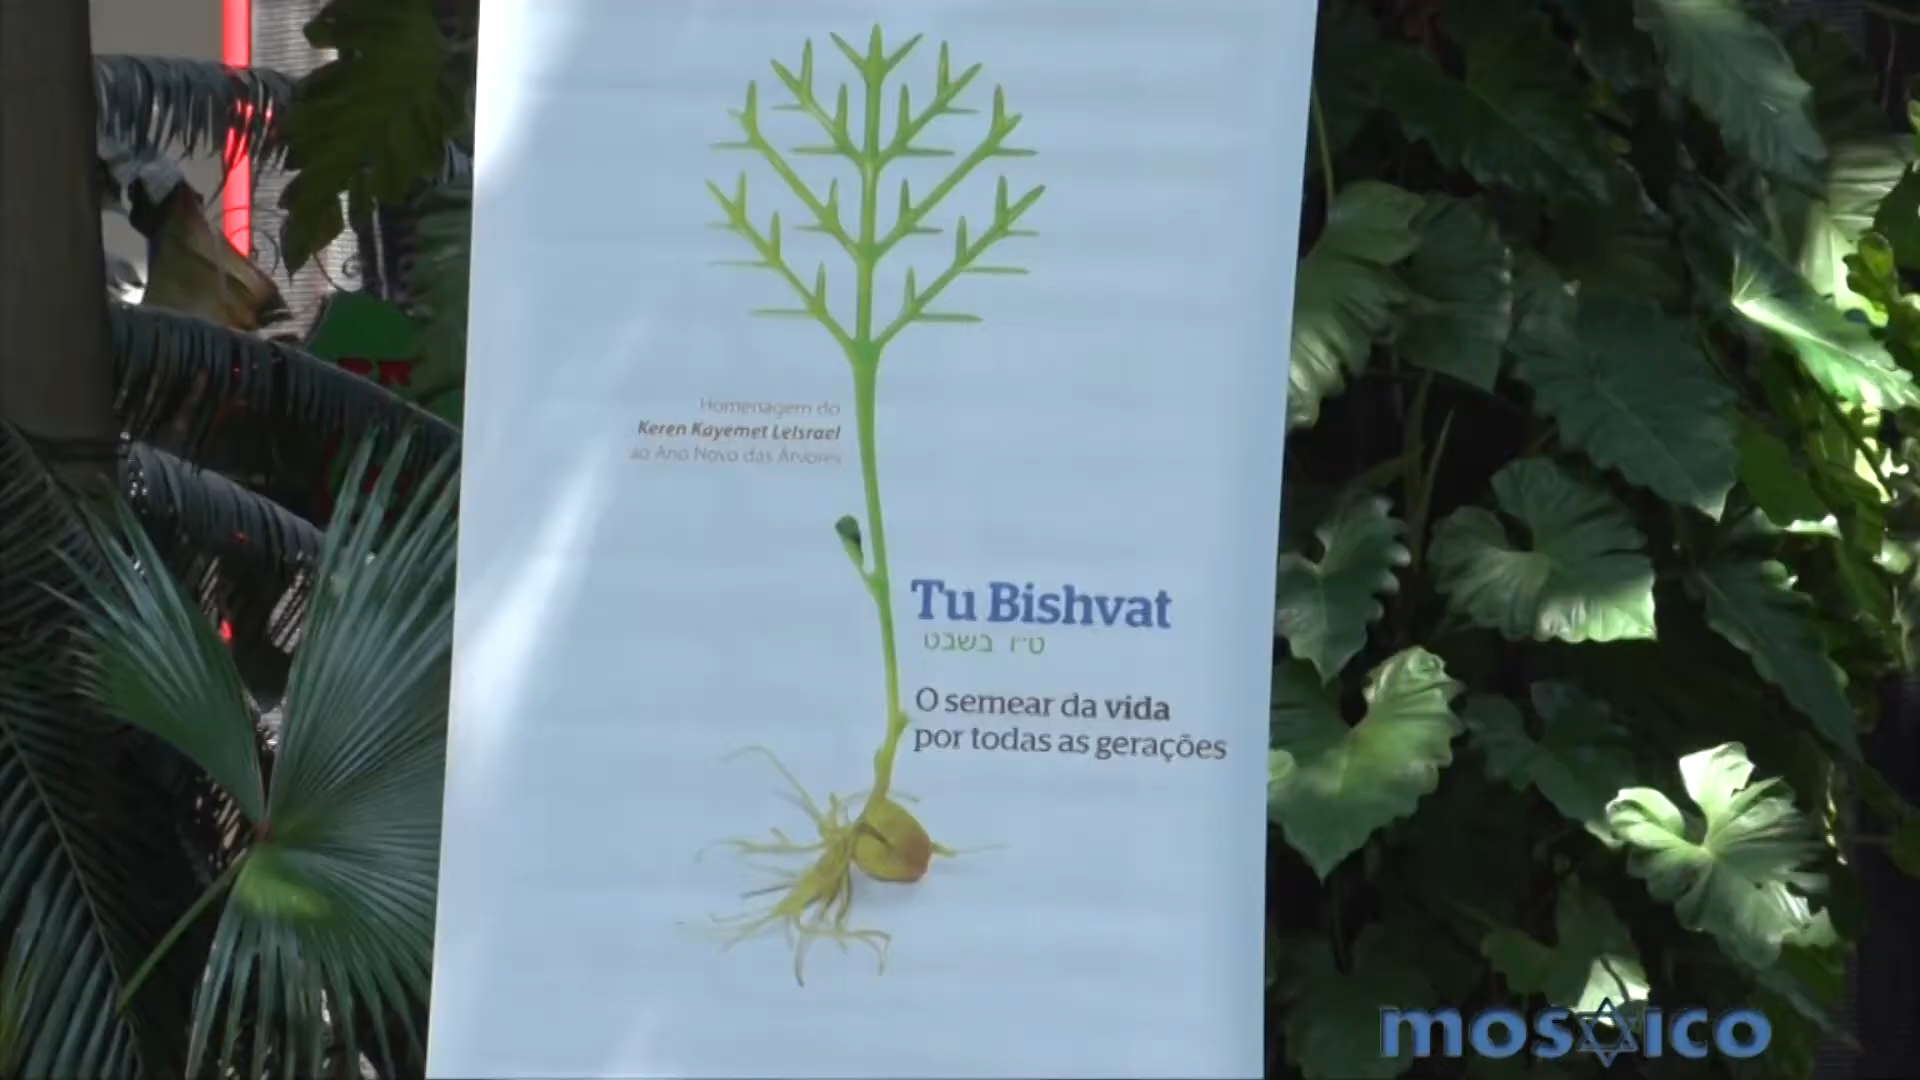 Homenagem do
Keren Kayemet LeIsrael
ao Ano Novo das Árvores
Tu Bishvat
ט״ו בשבט
O semear da vida
por todas as gerações
mosaico